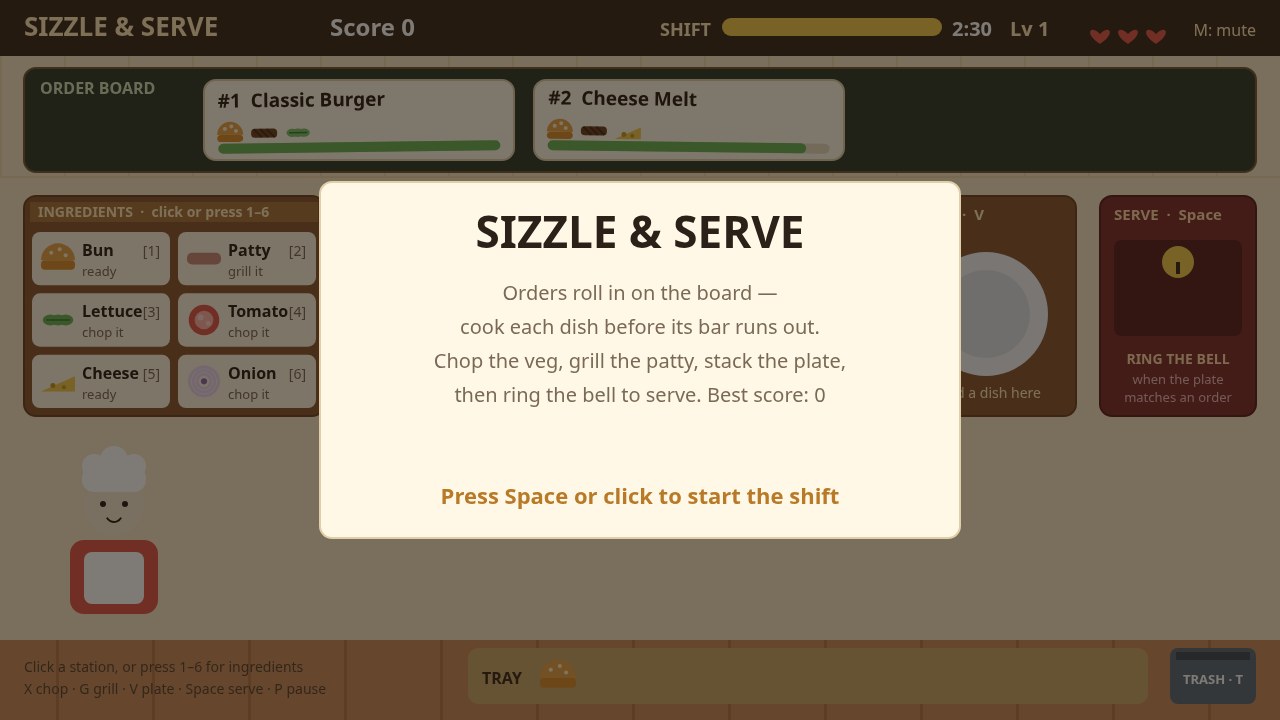 SIZZLE & SERVE
Score 0
SHIFT
2:30
Lv 1
M: mute
ORDER BOARD
#1 Classic Burger
#2 Cheese Melt
INGREDIENTS · click or press 1–6
Bun [1]
ready
Patty [2]
grill it
Lettuce [3]
chop it
Tomato [4]
chop it
Cheese [5]
ready
Onion [6]
chop it
SIZZLE & SERVE
Orders roll in on the board —
cook each dish before its bar runs out.
Chop the veg, grill the patty, stack the plate,
then ring the bell to serve. Best score: 0
Press Space or click to start the shift
· V
a dish here
SERVE · Space
RING THE BELL
when the plate
matches an order
Click a station, or press 1–6 for ingredients
X chop · G grill · V plate · Space serve · P pause
TRAY
TRASH · T